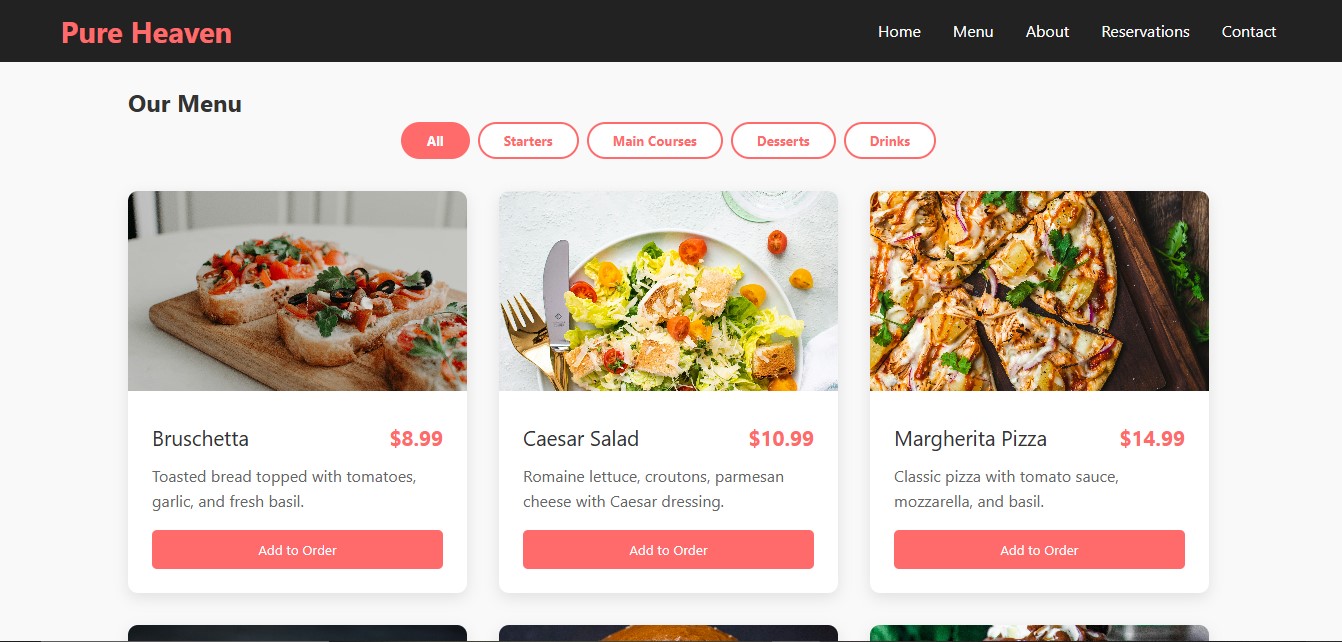 Pure Heaven
Home Menu About Reservations Contact
Our Menu
All Starters Main Courses Desserts Drinks
Bruschetta $8.99
Toasted bread topped with tomatoes,
garlic, and fresh basil.
Add to Order
Caesar Salad $10.99
Romaine lettuce, croutons, parmesan
cheese with Caesar dressing.
Add to Order
Margherita Pizza $14.99
Classic pizza with tomato sauce,
mozzarella, and basil.
Add to Order